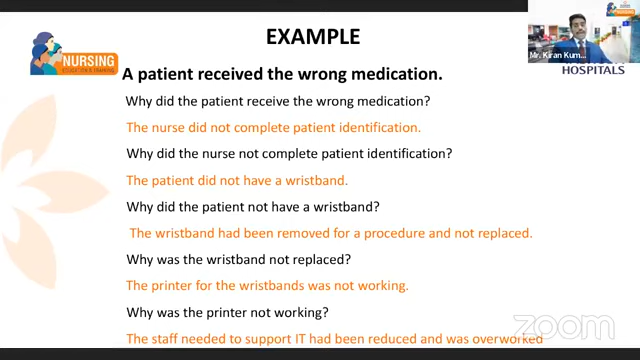 EXAMPLE
NURSING
EDUCATION & TRAINING
Mr. Kiran Kum...
HOSPITALS
A patient received the wrong medication.
Why did the patient receive the wrong medication?
The nurse did not complete patient identification.
Why did the nurse not complete patient identification?
The patient did not have a wristband.
Why did the patient not have a wristband?
The wristband had been removed for a procedure and not replaced.
Why was the wristband not replaced?
The printer for the wristbands was not working.
Why was the printer not working?
The staff needed to support IT had been reduced and was overworked
zoom